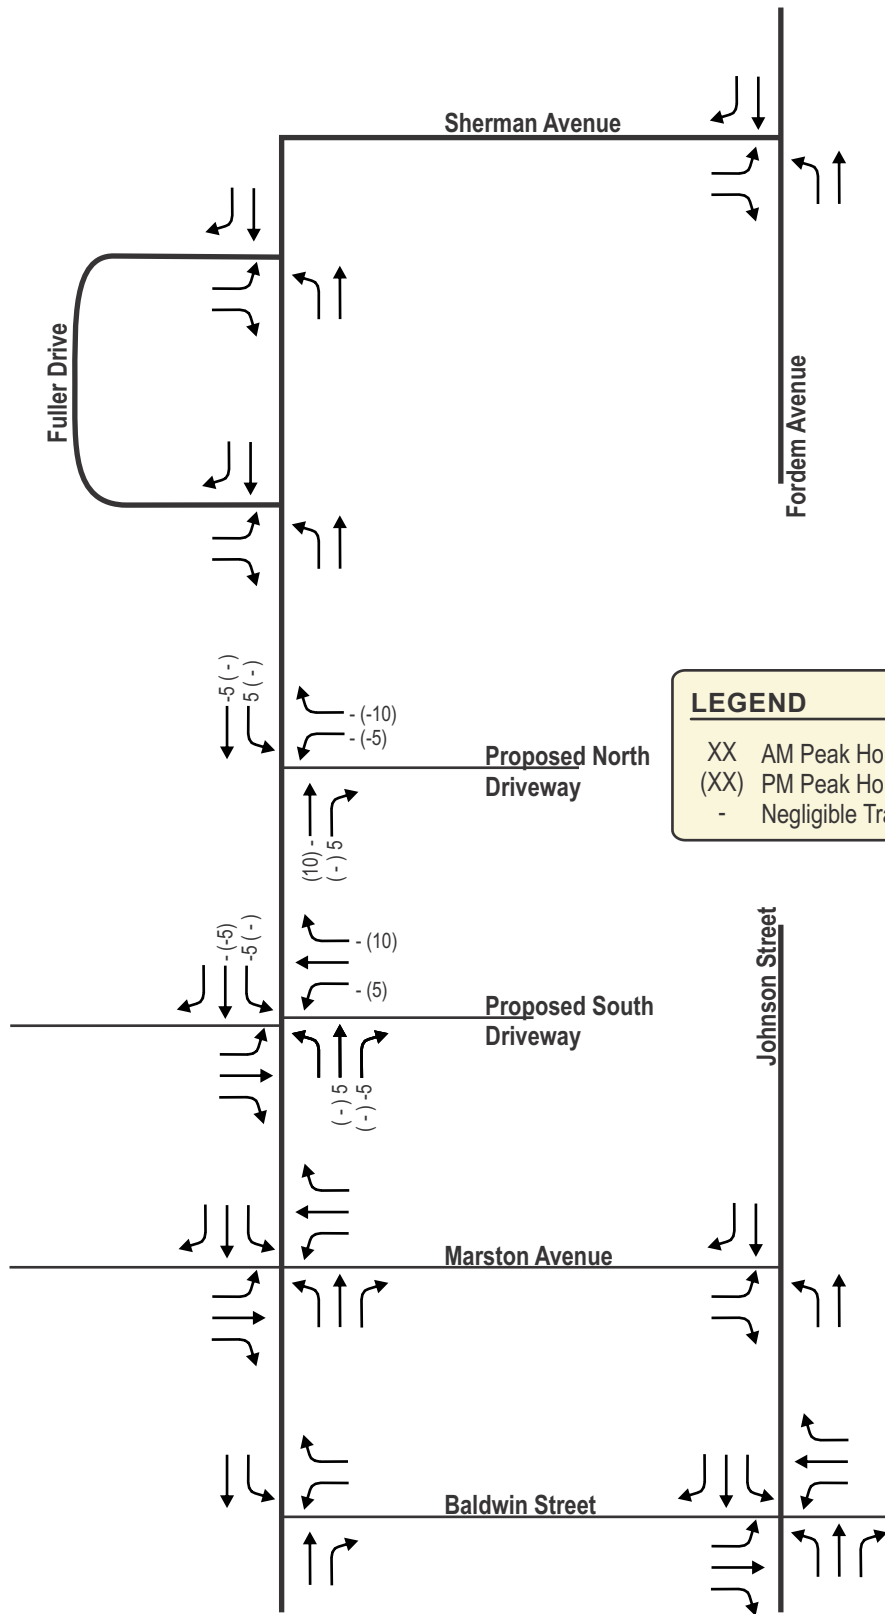 Sherman Avenue
Fuller Drive
Fordem Avenue
-5 ( - )
5 ( - )
- (-10)
- (-5)
Proposed North
Driveway
(10) -
( - ) 5
LEGEND
XX AM Peak Ho
(XX) PM Peak Ho
- Negligible Tra
- (-5)
-5 ( - )
- (10)
- (5)
Proposed South
Driveway
( - ) 5
( - ) -5
Johnson Street
Marston Avenue
Baldwin Street